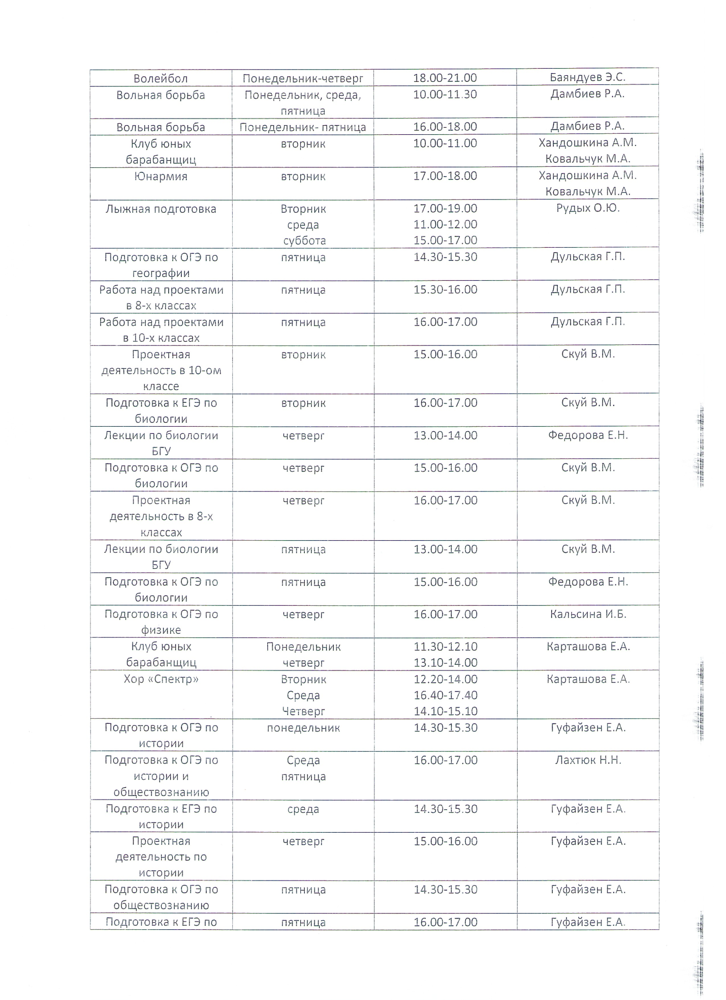 Волейбол Понедельник-четверг 18.00-21.00 Баяндуев Э.С.
Вольная борьба Понедельник, среда, 10.00-11.30 Дамбиев Р.А.
пятница
Вольная борьба Понедельник- пятница 16.00-18.00 Дамбиев Р.А.
Клуб юных вторник 10.00-11.00 Хандошкина А.М.
барабанщиц Ковальчук М.А.
Юнармия вторник 17.00-18.00 Хандошкина А.М.
Ковальчук М.А.
Лыжная подготовка Вторник 17.00-19.00 Рудых О.Ю.
среда 11.00-12.00
суббота 15.00-17.00
Подготовка к ОГЭ по пятница 14.30-15.30 Дульская Г.П.
географии
Работа над проектами пятница 15.30-16.00 Дульская Г.П.
в 8-х классах
Работа над проектами пятница 16.00-17.00 Дульская Г.П.
в 10-х классах
Проектная вторник 15.00-16.00 Скуй В.М.
деятельность в 10-ом
классе
Подготовка к ЕГЭ по вторник 16.00-17.00 Скуй В.М.
биологии
Лекции по биологии четверг 13.00-14.00 Федорова Е.Н.
БГУ
Подготовка к ОГЭ по четверг 15.00-16.00 Скуй В.М.
биологии
Проектная четверг 16.00-17.00 Скуй В.М.
деятельность в 8-х
классах
Лекции по биологии пятница 13.00-14.00 Скуй В.М.
БГУ
Подготовка к ОГЭ по пятница 15.00-16.00 Федорова Е.Н.
биологии
Подготовка к ОГЭ по четверг 16.00-17.00 Кальсина И.Б.
физике
Клуб юных Понедельник 11.30-12.10 Карташова Е.А.
барабанщиц четверг 13.10-14.00
Хор «Спектр» Вторник 12.20-14.00 Карташова Е.А.
Среда 16.40-17.40
Четверг 14.10-15.10
Подготовка к ОГЭ по понедельник 14.30-15.30 Гуфайзен Е.А.
истории
Подготовка к ОГЭ по Среда 16.00-17.00 Лахтюк Н.Н.
истории и пятница
обществознанию
Подготовка к ЕГЭ по среда 14.30-15.30 Гуфайзен Е.А.
истории
Проектная четверг 15.00-16.00 Гуфайзен Е.А.
деятельность по
истории
Подготовка к ОГЭ по пятница 14.30-15.30 Гуфайзен Е.А.
обществознанию
Подготовка к ЕГЭ по пятница 16.00-17.00 Гуфайзен Е.А.